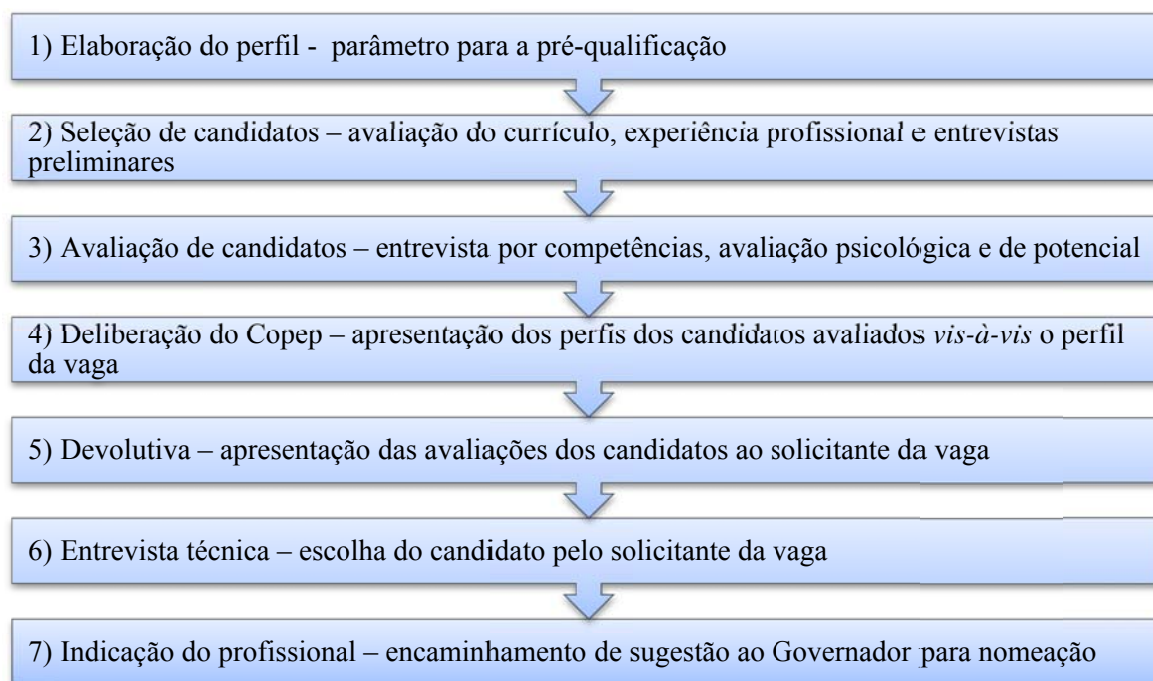 1) Elaboração do perfil - parâmetro para a pré-qualificação
2) Seleção de candidatos – avaliação do currículo, experiência profissional e entrevistas
preliminares
3) Avaliação de candidatos – entrevista por competências, avaliação psicológica e de potencial
4) Deliberação do Copep – apresentação dos perfis dos candidatos avaliados vis-à-vis o perfil
da vaga
5) Devolutiva – apresentação das avaliações dos candidatos ao solicitante da vaga
6) Entrevista técnica – escolha do candidato pelo solicitante da vaga
7) Indicação do profissional – encaminhamento de sugestão ao Governador para nomeação